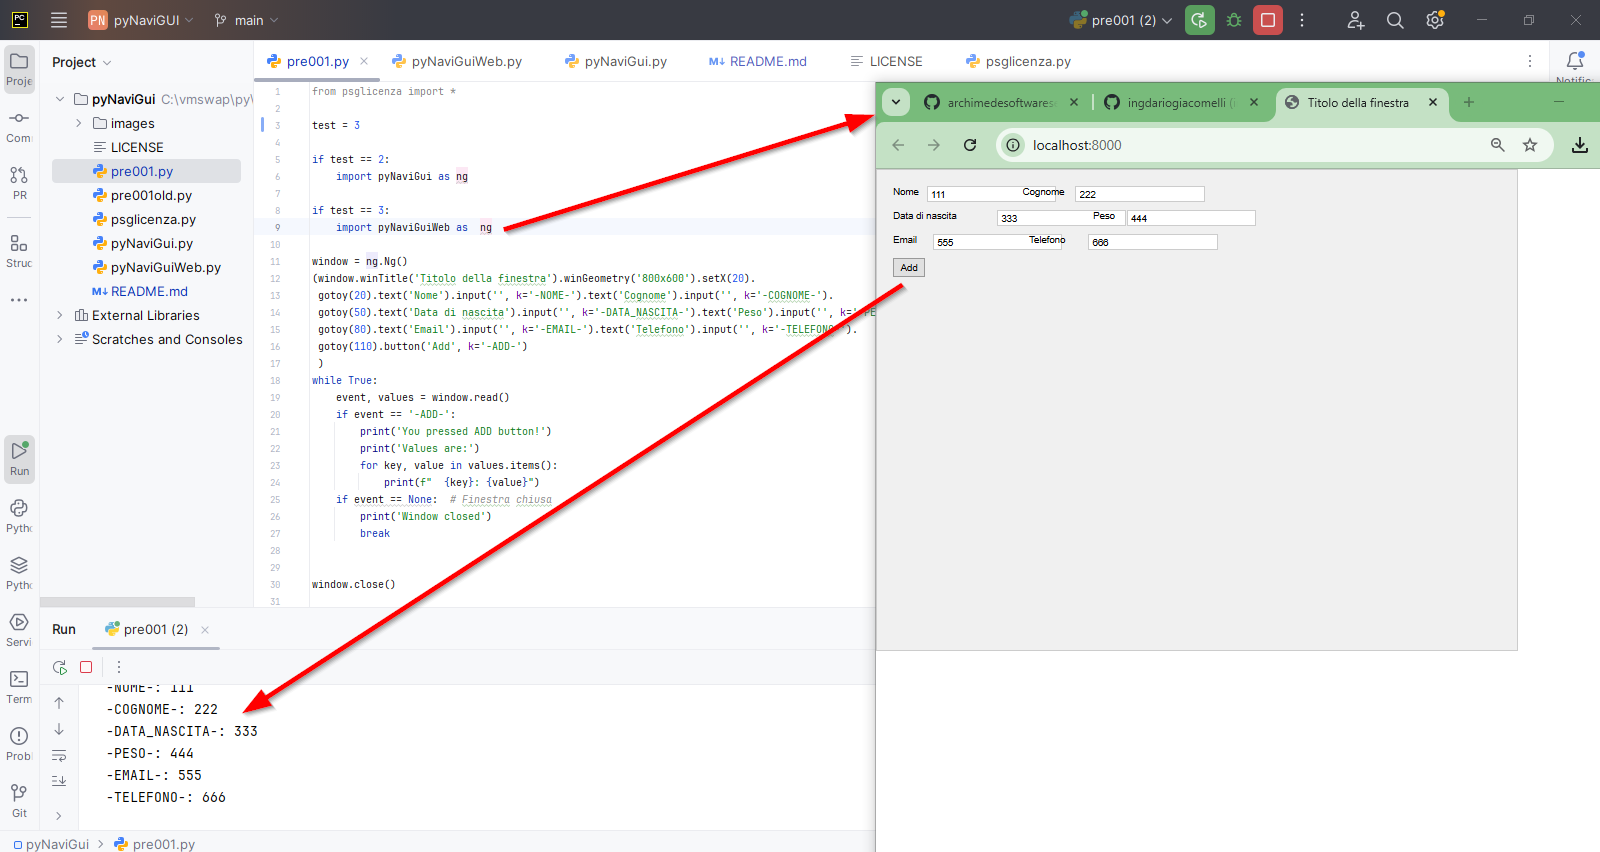 PC
PN pyNaviGUI
main
pre001 (2)
Project
pyNaviGui C:\vmswap\py\
images
LICENSE
pre001.py
pre001old.py
psglicenza.py
pyNaviGui.py
pyNaviGuiWeb.py
README.md
External Libraries
Scratches and Consoles
Proje
Com
PR
Struc
Run
Pytho
Pytho
Servi
Term
Probl
Git
pre001.py
pyNaviGuiWeb.py
pyNaviGui.py
README.md
LICENSE
psglicenza.py
Notific
1 from psglicenza import *
2
3 test = 3
4
5 if test == 2:
6 import pyNaviGui as ng
7
8 if test == 3:
9 import pyNaviGuiWeb as  ng
10
11 window = ng.Ng()
12 (window.winTitle('Titolo della finestra').winGeometry('800x600').setX(20).
13 gotoy(20).text('Nome').input('', k='-NOME-').text('Cognome').input('', k='-COGNOME-').
14 gotoy(50).text('Data di nascita').input('', k='-DATA_NASCITA-').text('Peso').input('', k='-PE
15 gotoy(80).text('Email').input('', k='-EMAIL-').text('Telefono').input('', k='-TELEFONO-').
16 gotoy(110).button('Add', k='-ADD-')
17 )
18 while True:
19 event, values = window.read()
20 if event == '-ADD-':
21 print('You pressed ADD button!')
22 print('Values are:')
23 for key, value in values.items():
24 print(f"  {key}: {value}")
25 if event == None:  # Finestra chiusa
26 print('Window closed')
27 break
28
29
30 window.close()
31
archimedesoftwarese
ingdariogiacomelli (i
Titolo della finestra
localhost:8000
Nome 111 Cognome 222
Data di nascita 333 Peso 444
Email 555 Telefono 666
Add
Run pre001 (2)
-NOME-: 111
-COGNOME-: 222
-DATA_NASCITA-: 333
-PESO-: 444
-EMAIL-: 555
-TELEFONO-: 666
pyNaviGui > pre001.py